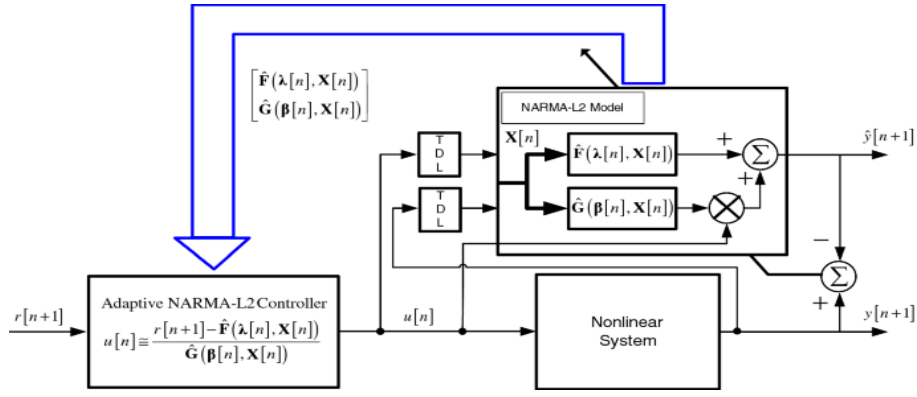 [F̂(λ[n], X[n])
Ĝ(β[n], X[n])]
NARMA-L2 Model
X[n]
T
D
L
F̂(λ[n], X[n])
+
Σ
ŷ[n+1]
T
D
L
Ĝ(β[n], X[n])
+
−
Σ
+
Adaptive NARMA-L2 Controller
u[n] ≅ r[n+1] − F̂(λ[n], X[n])
Ĝ(β[n], X[n])
r[n+1]
u[n]
Nonlinear
System
y[n+1]